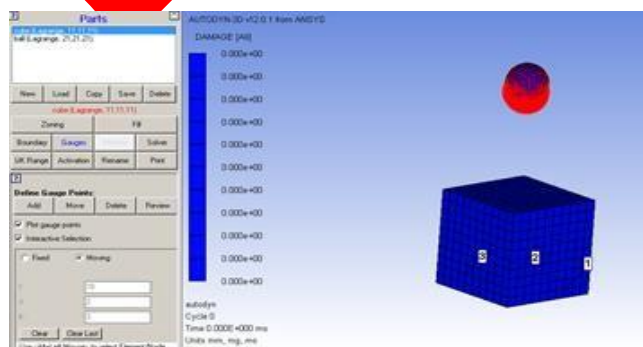 Parts
cube (Lagrange, 11,11,11)
ball (Lagrange, 21,21,21)
New Load Copy Save Delete
cube (Lagrange, 11,11,11)
Zoning Fill
Boundary Gauges Solver
IJK Range Activation Rename Print
Define Gauge Points
Add Move Delete Review
Plot gauge points
Interactive Selection
Fixed Moving
Clear Clear Last
AUTODYN-3D v12.0.1 from ANSYS
DAMAGE [All]
0.000e+00
0.000e+00
0.000e+00
0.000e+00
0.000e+00
0.000e+00
0.000e+00
0.000e+00
0.000e+00
0.000e+00
0.000e+00
autodyn
Cycle 0
Time 0.000E+000 ms
Units mm, mg, ms
3
2
1